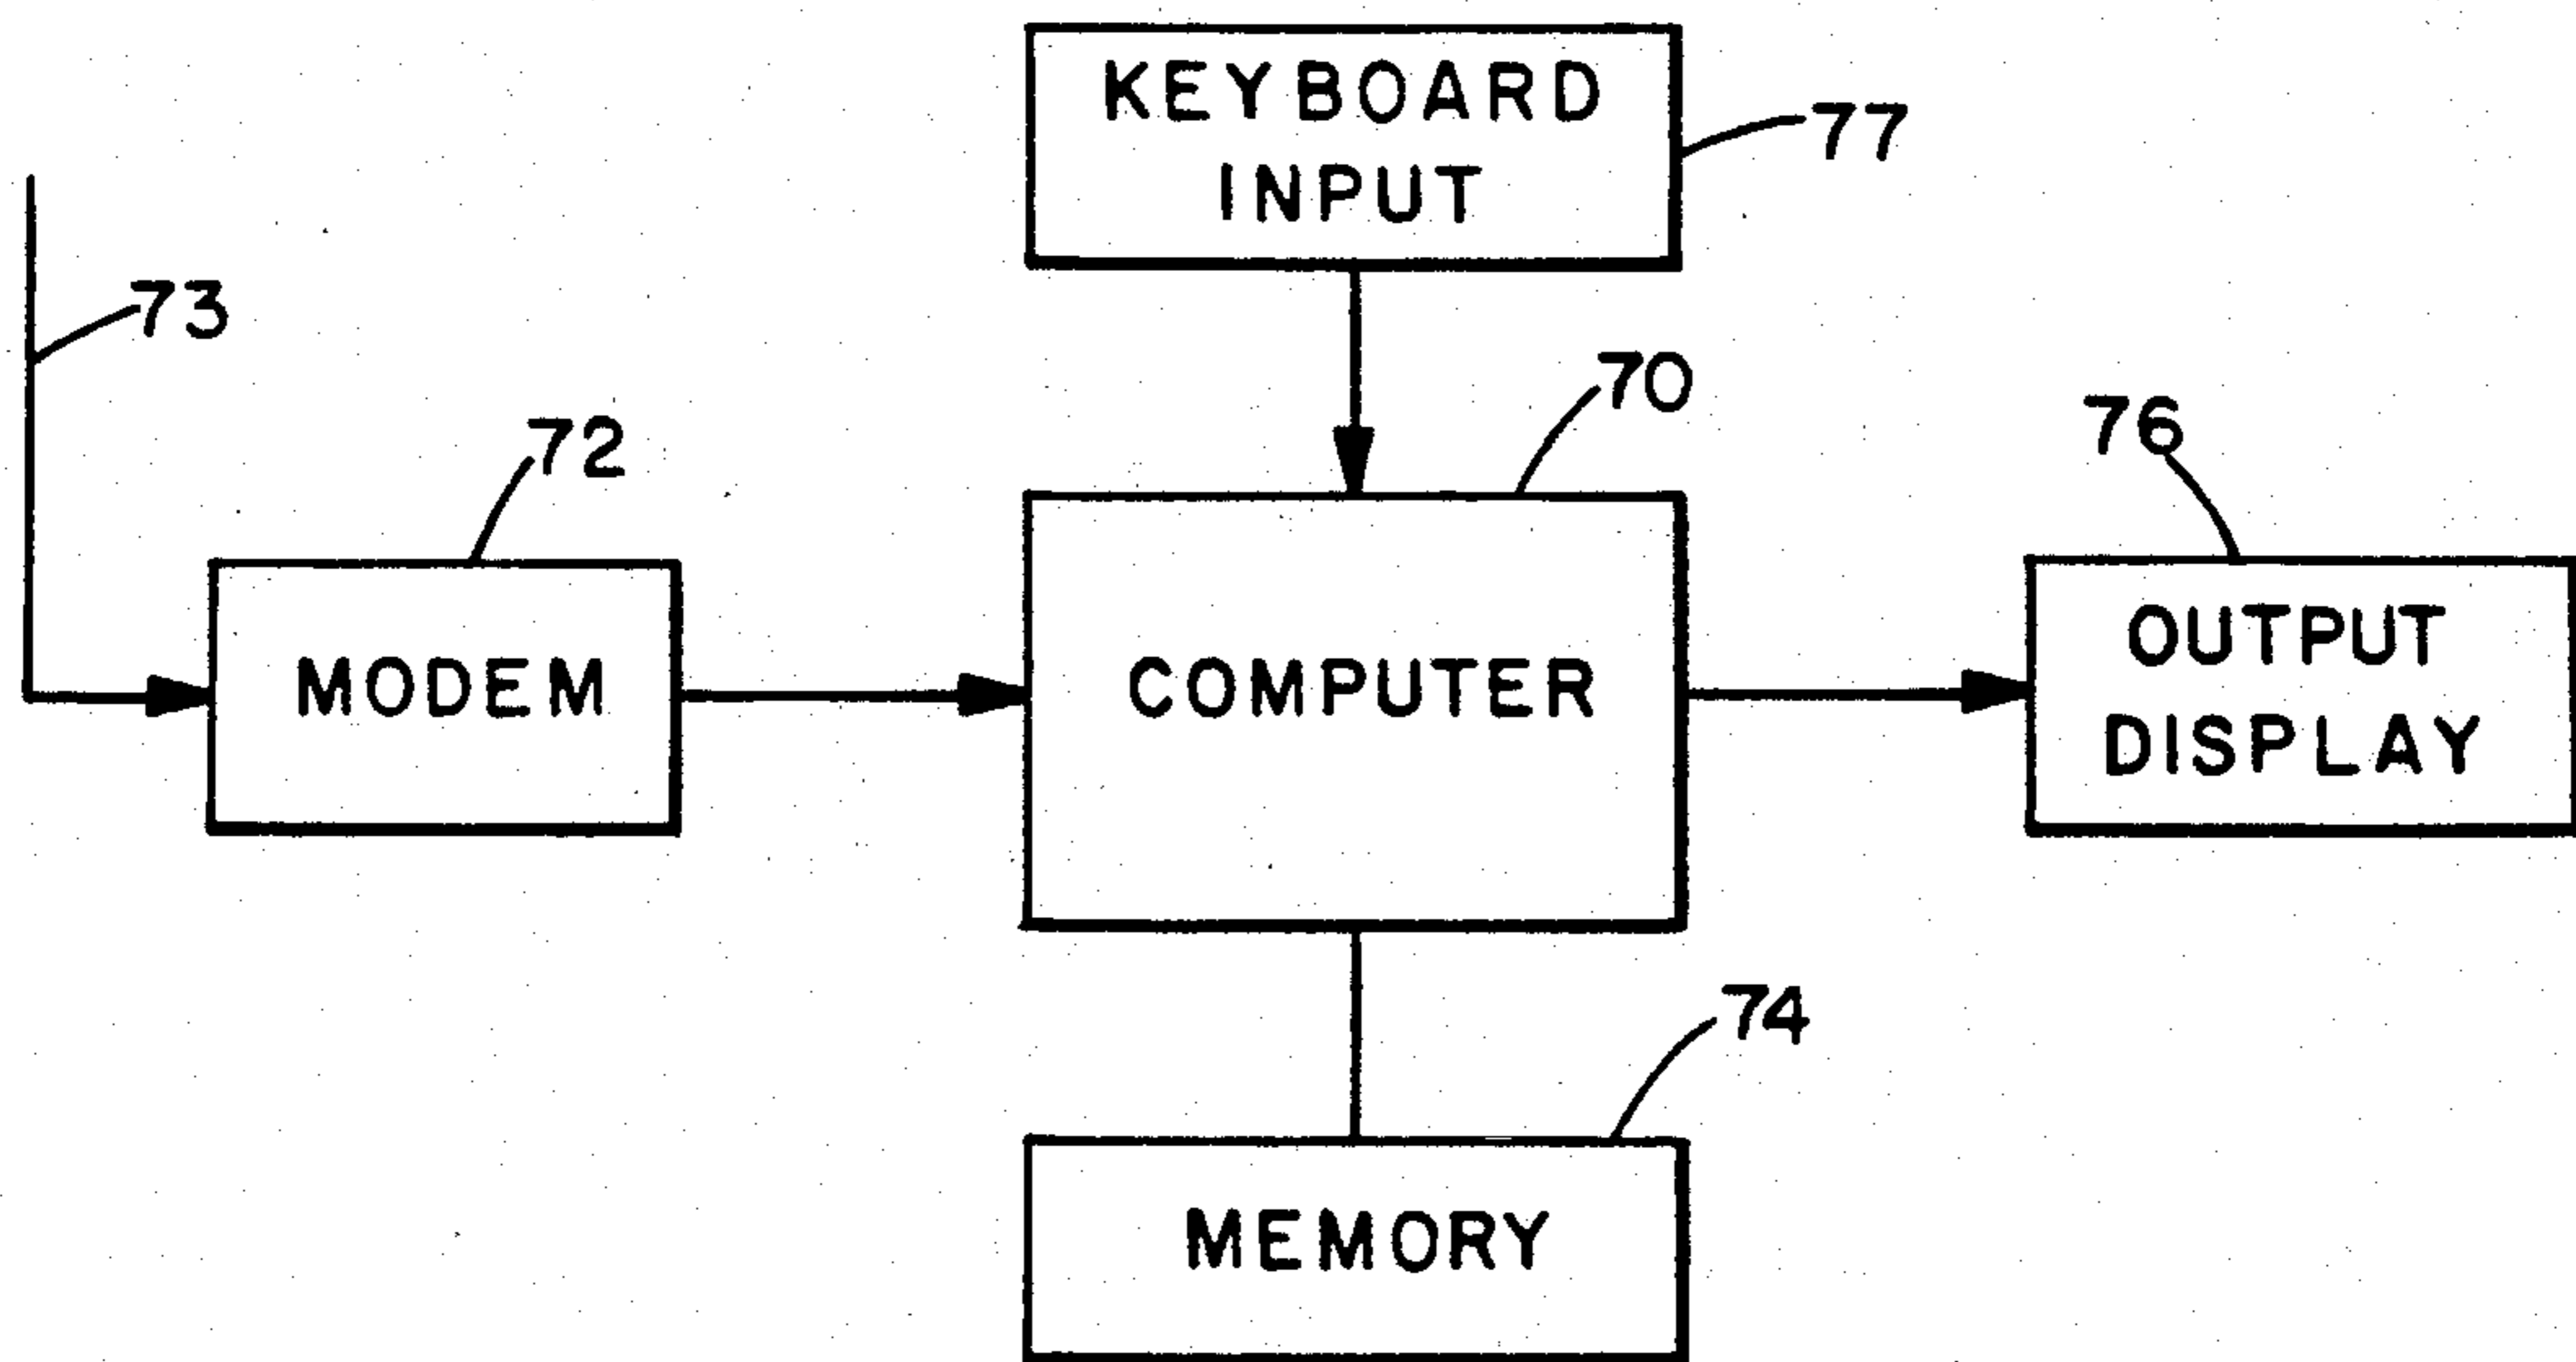 KEYBOARD
INPUT
77
73
70
72
76
MODEM
COMPUTER
OUTPUT
DISPLAY
74
MEMORY